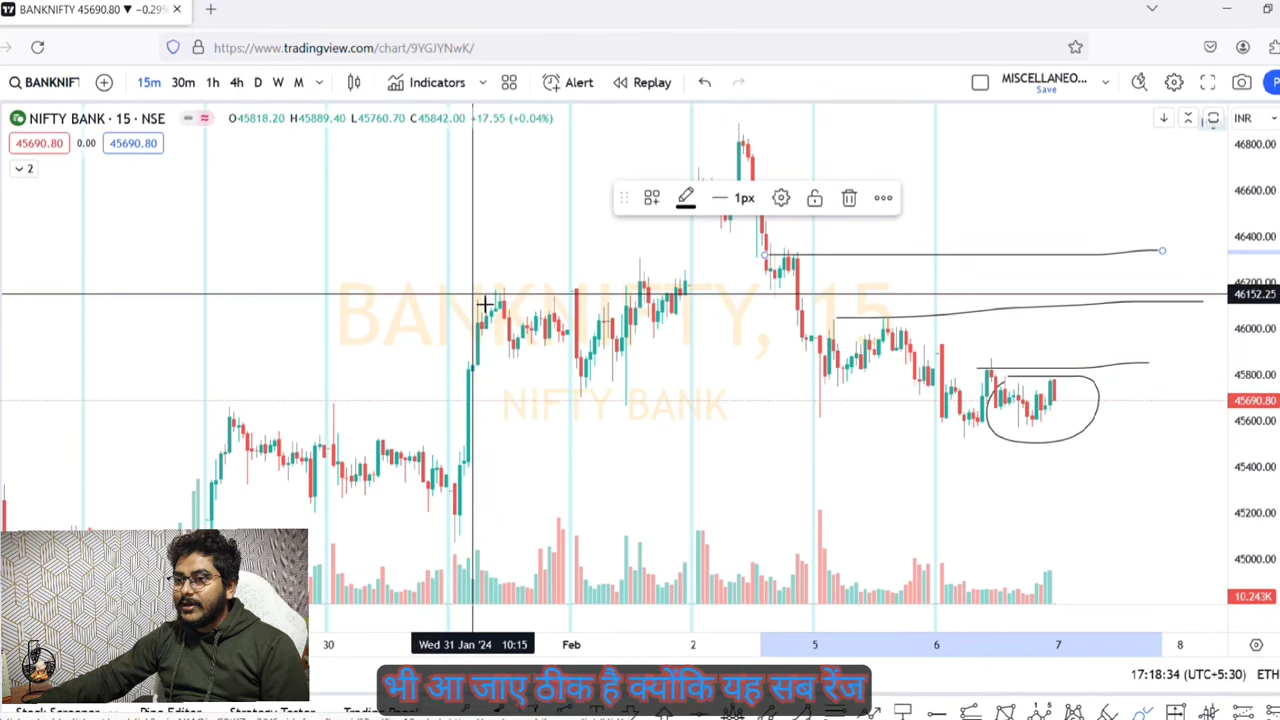 BANKNIFTY 45690.80 ▼ −0.29%
https://www.tradingview.com/chart/9YGJYNwK/
BANKNIFT 15m 30m 1h 4h D W M Indicators Alert Replay MISCELLANEO...
Save
NIFTY BANK · 15 · NSE O45818.20 H45889.40 L45760.70 C45842.00 +17.55 (+0.04%) INR
45690.80 0.00 45690.80
46800.00
2
46600.00
1px
46400.00
46200.00
46152.25
BANKNIFTY, 15
46000.00
45800.00
NIFTY BANK
45690.80
45600.00
45400.00
45200.00
45000.00
10.243K
30 Wed 31 Jan '24 10:15 Feb 2 5 6 7 8
17:18:34 (UTC+5:30) ETH
भी आ जाए ठीक है क्योंकि यह सब रेंज